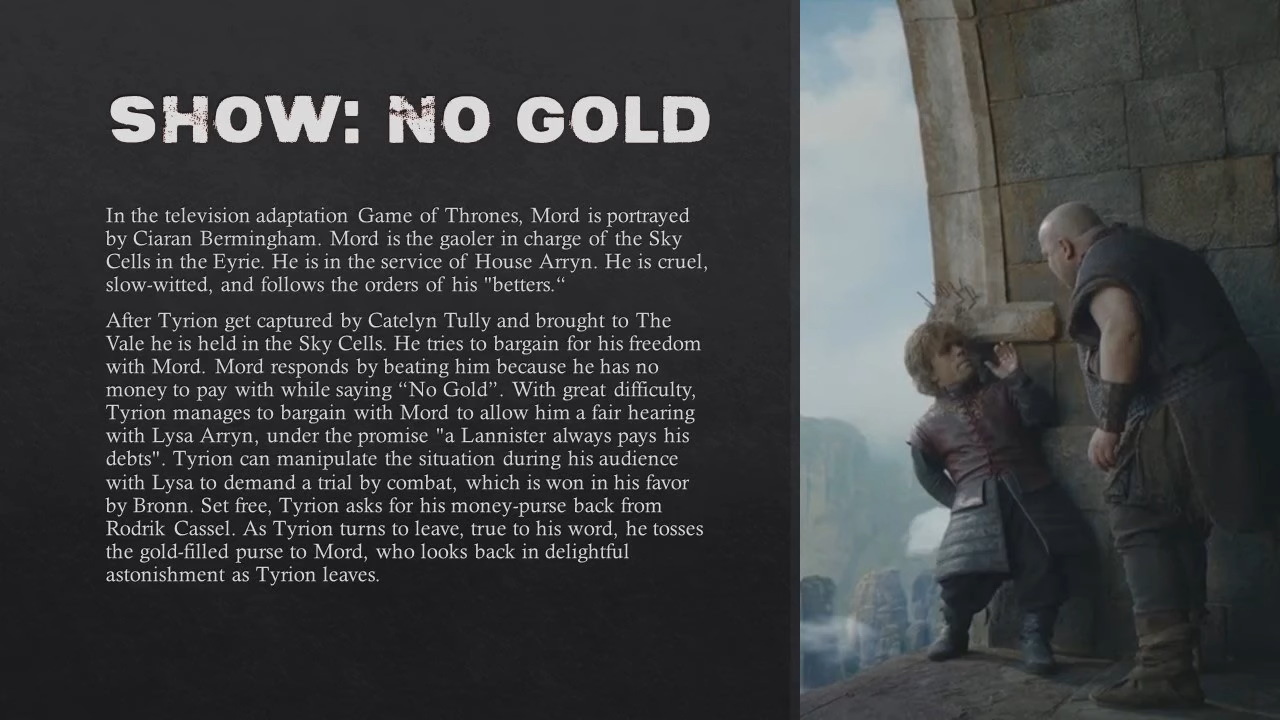 SHOW: NO GOLD
In the television adaptation Game of Thrones, Mord is portrayed
by Ciaran Bermingham. Mord is the gaoler in charge of the Sky
Cells in the Eyrie. He is in the service of House Arryn. He is cruel,
slow-witted, and follows the orders of his "betters.“
After Tyrion get captured by Catelyn Tully and brought to The
Vale he is held in the Sky Cells. He tries to bargain for his freedom
with Mord. Mord responds by beating him because he has no
money to pay with while saying “No Gold”. With great difficulty,
Tyrion manages to bargain with Mord to allow him a fair hearing
with Lysa Arryn, under the promise "a Lannister always pays his
debts". Tyrion can manipulate the situation during his audience
with Lysa to demand a trial by combat, which is won in his favor
by Bronn. Set free, Tyrion asks for his money-purse back from
Rodrik Cassel. As Tyrion turns to leave, true to his word, he tosses
the gold-filled purse to Mord, who looks back in delightful
astonishment as Tyrion leaves.